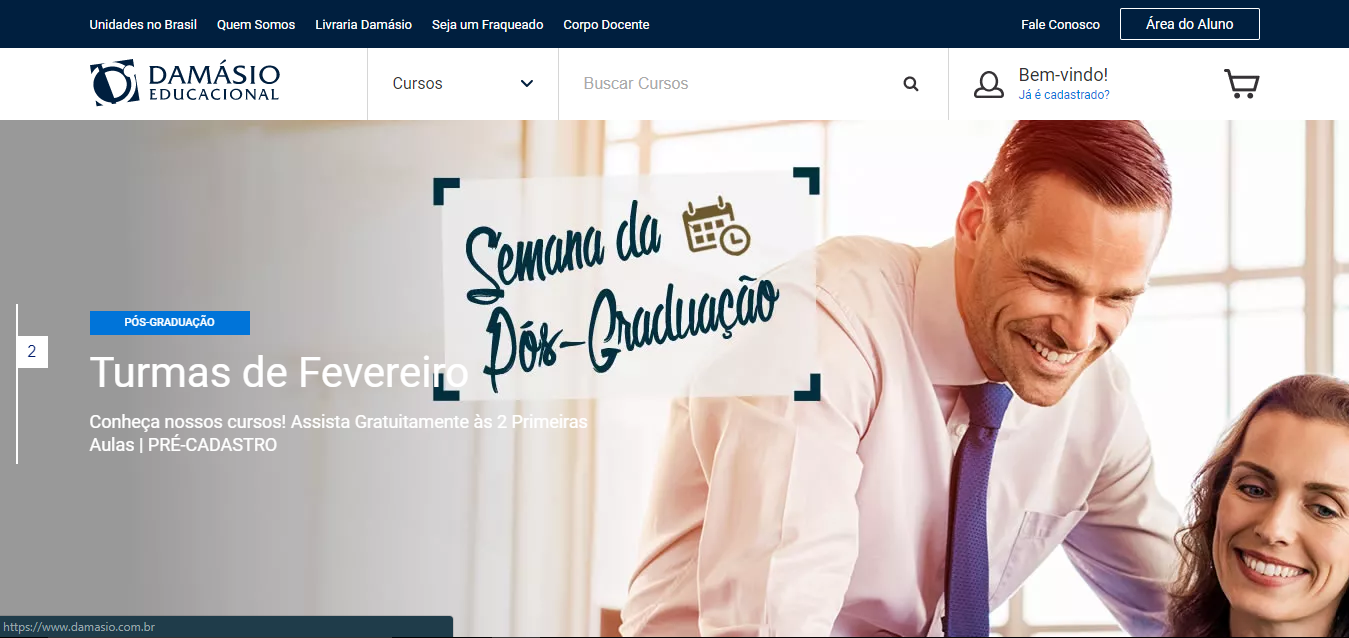 Unidades no Brasil Quem Somos Livraria Damásio Seja um Fraqueado Corpo Docente Fale Conosco Área do Aluno
DAMÁSIO
EDUCACIONAL
Cursos
Buscar Cursos
Bem-vindo!
Já é cadastrado?
Semana da
Pós-Graduação
PÓS-GRADUAÇÃO
2
Turmas de Fevereiro
Conheça nossos cursos! Assista Gratuitamente às 2 Primeiras
Aulas | PRÉ-CADASTRO
https://www.damasio.com.br